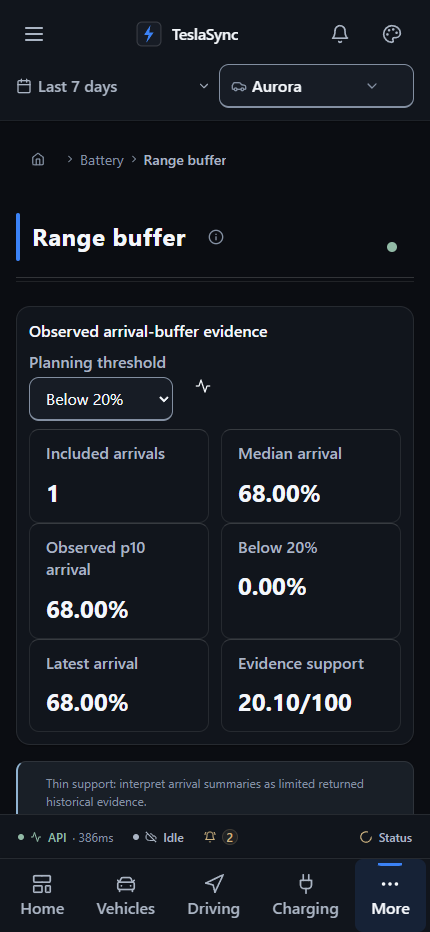 TeslaSync
Last 7 days
Aurora
Battery
Range buffer
Range buffer
Observed arrival-buffer evidence
Planning threshold
Below 20%
Included arrivals
1
Median arrival
68.00%
Observed p10
arrival
68.00%
Below 20%
0.00%
Latest arrival
68.00%
Evidence support
20.10/100
Thin support: interpret arrival summaries as limited returned
historical evidence.
API · 386ms
Idle
2
Status
Home
Vehicles
Driving
Charging
More